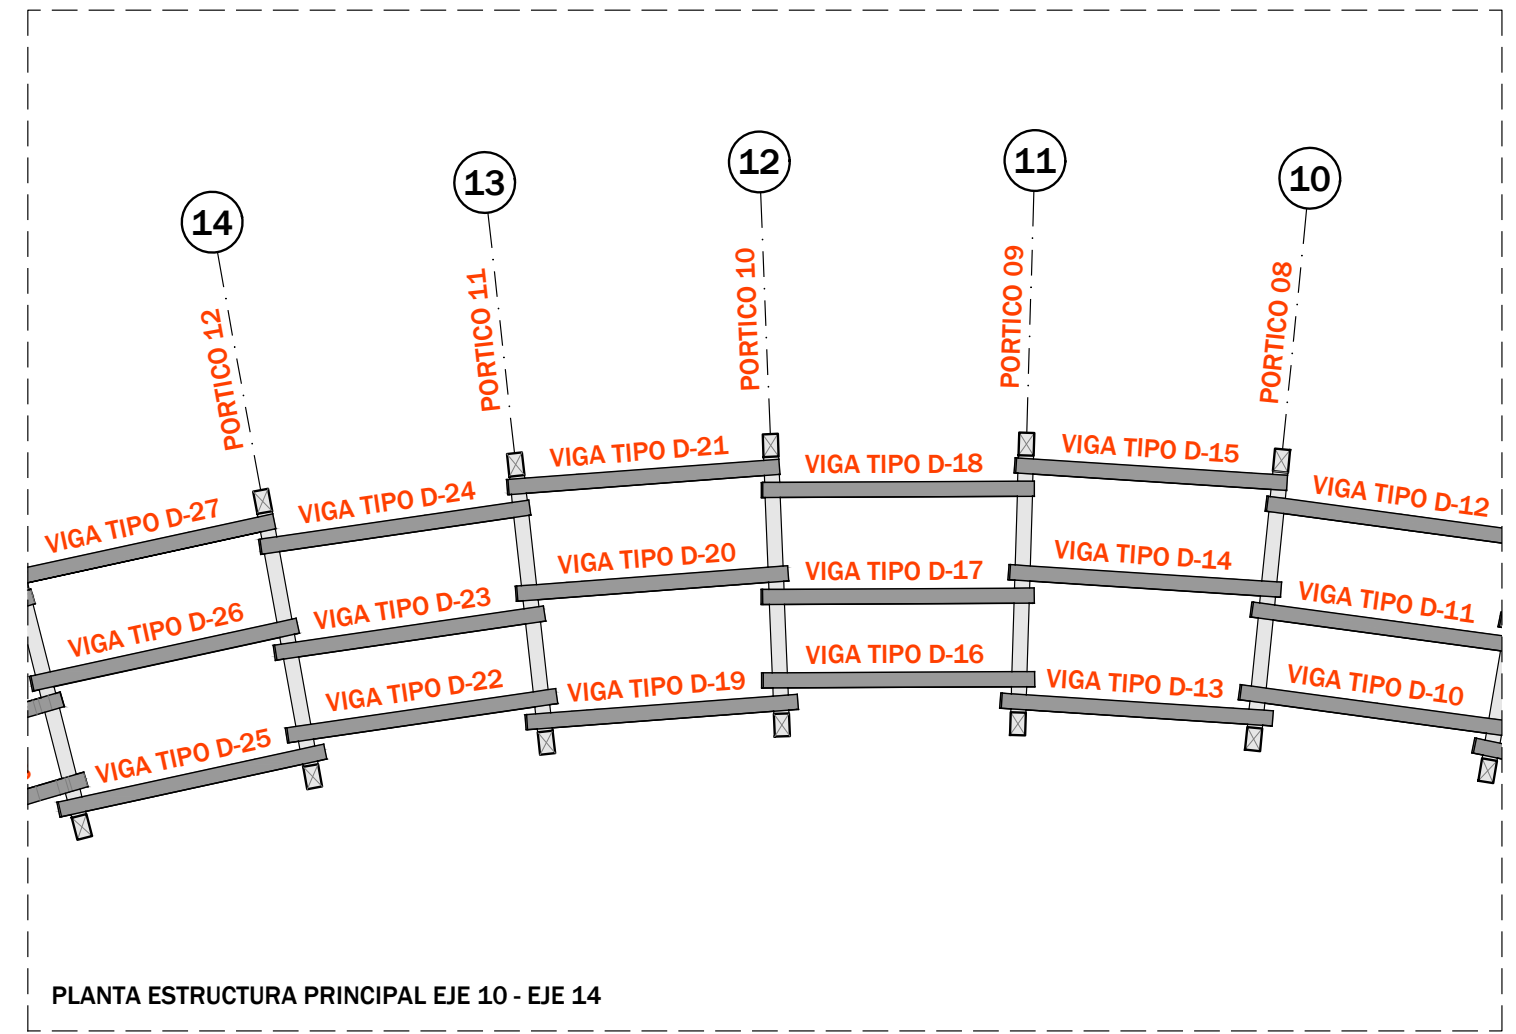 14
13
12
11
10
PORTICO 12
PORTICO 11
PORTICO 10
PORTICO 09
PORTICO 08
VIGA TIPO D-27
VIGA TIPO D-24
VIGA TIPO D-21
VIGA TIPO D-18
VIGA TIPO D-15
VIGA TIPO D-12
VIGA TIPO D-26
VIGA TIPO D-23
VIGA TIPO D-20
VIGA TIPO D-17
VIGA TIPO D-14
VIGA TIPO D-11
VIGA TIPO D-25
VIGA TIPO D-22
VIGA TIPO D-19
VIGA TIPO D-16
VIGA TIPO D-13
VIGA TIPO D-10
PLANTA ESTRUCTURA PRINCIPAL EJE 10 - EJE 14